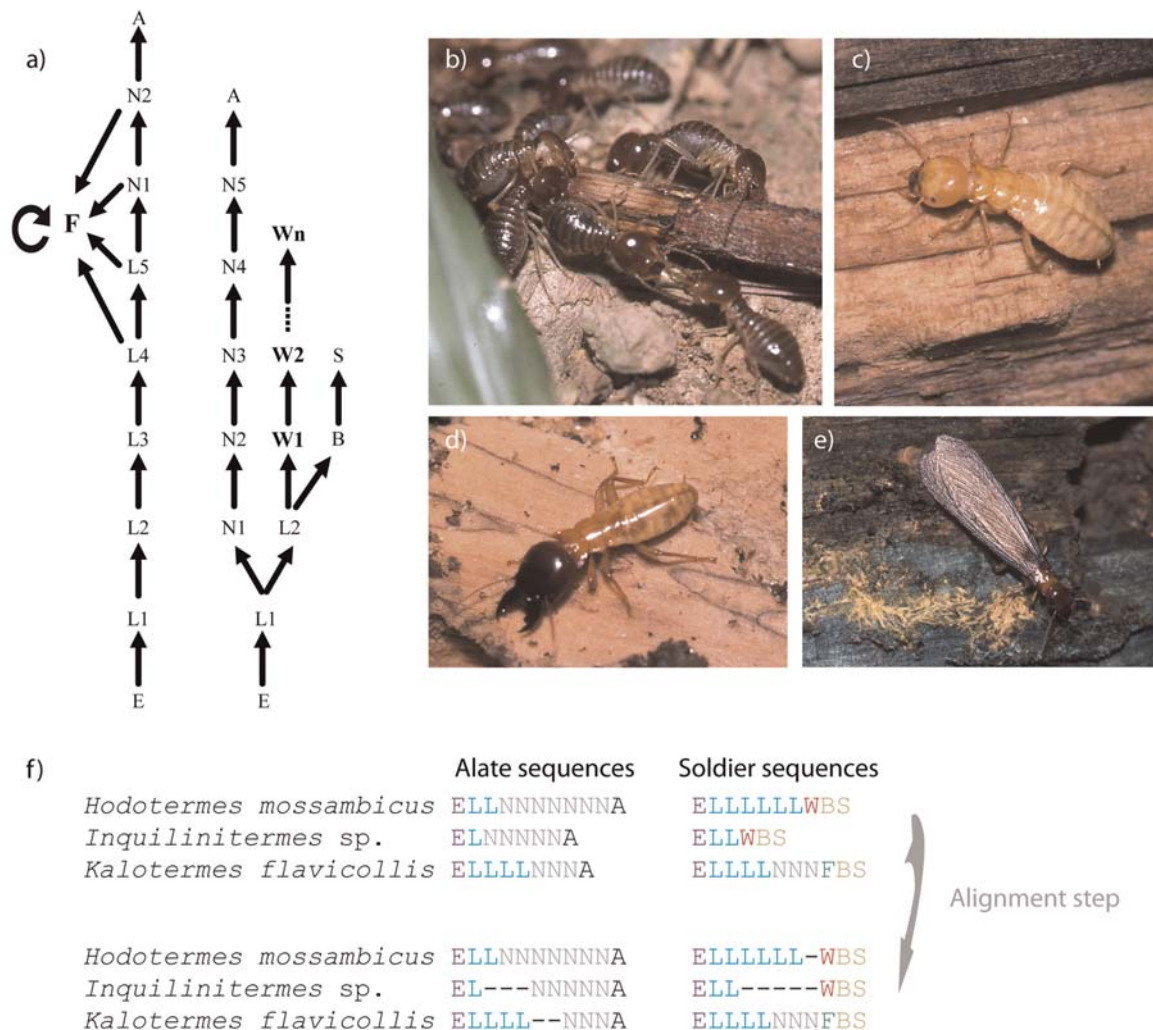 a)
A
N2 A
N1 N5
F
Wn
L5 N4
L4 N3 W2 S
L3 N2 W1 B
L2 N1 L2
L1 L1
E E
b)
c)
d)
e)
f)
Alate sequences Soldier sequences
Hodotermes mossambicus ELLNNNNNNNA ELLLLLLWBS
Inquilinitermes sp. ELNNNNNA ELLWBS
Kalotermes flavicollis ELLLLNNNA ELLLLNNNFBS
Alignment step
Hodotermes mossambicus ELLNNNNNNNA ELLLLLL-WBS
Inquilinitermes sp. EL---NNNNNA ELL-----WBS
Kalotermes flavicollis ELLLL--NNNA ELLLLNNNFBS